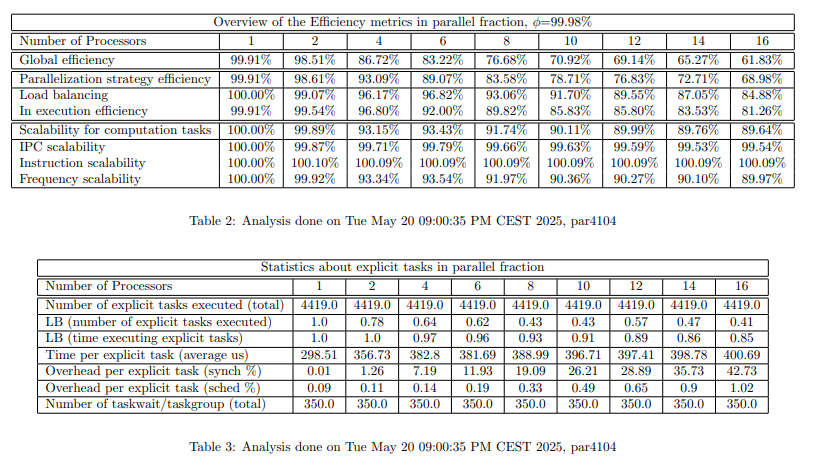 Overview of the Efficiency metrics in parallel fraction, ϕ=99.98%
Number of Processors 1 2 4 6 8 10 12 14 16
Global efficiency 99.91% 98.51% 86.72% 83.22% 76.68% 70.92% 69.14% 65.27% 61.83%
Parallelization strategy efficiency 99.91% 98.61% 93.09% 89.07% 83.58% 78.71% 76.83% 72.71% 68.98%
Load balancing 100.00% 99.07% 96.17% 96.82% 93.06% 91.70% 89.55% 87.05% 84.88%
In execution efficiency 99.91% 99.54% 96.80% 92.00% 89.82% 85.83% 85.80% 83.53% 81.26%
Scalability for computation tasks 100.00% 99.89% 93.15% 93.43% 91.74% 90.11% 89.99% 89.76% 89.64%
IPC scalability 100.00% 99.87% 99.71% 99.79% 99.66% 99.63% 99.59% 99.53% 99.54%
Instruction scalability 100.00% 100.10% 100.09% 100.09% 100.09% 100.09% 100.09% 100.09% 100.09%
Frequency scalability 100.00% 99.92% 93.34% 93.54% 91.97% 90.36% 90.27% 90.10% 89.97%
Table 2: Analysis done on Tue May 20 09:00:35 PM CEST 2025, par4104
Statistics about explicit tasks in parallel fraction
Number of Processors 1 2 4 6 8 10 12 14 16
Number of explicit tasks executed (total) 4419.0 4419.0 4419.0 4419.0 4419.0 4419.0 4419.0 4419.0 4419.0
LB (number of explicit tasks executed) 1.0 0.78 0.64 0.62 0.43 0.43 0.57 0.47 0.41
LB (time executing explicit tasks) 1.0 1.0 0.97 0.96 0.93 0.91 0.89 0.86 0.85
Time per explicit task (average us) 298.51 356.73 382.8 381.69 388.99 396.71 397.41 398.78 400.69
Overhead per explicit task (synch %) 0.01 1.26 7.19 11.93 19.09 26.21 28.89 35.73 42.73
Overhead per explicit task (sched %) 0.09 0.11 0.14 0.19 0.33 0.49 0.65 0.9 1.02
Number of taskwait/taskgroup (total) 350.0 350.0 350.0 350.0 350.0 350.0 350.0 350.0 350.0
Table 3: Analysis done on Tue May 20 09:00:35 PM CEST 2025, par4104